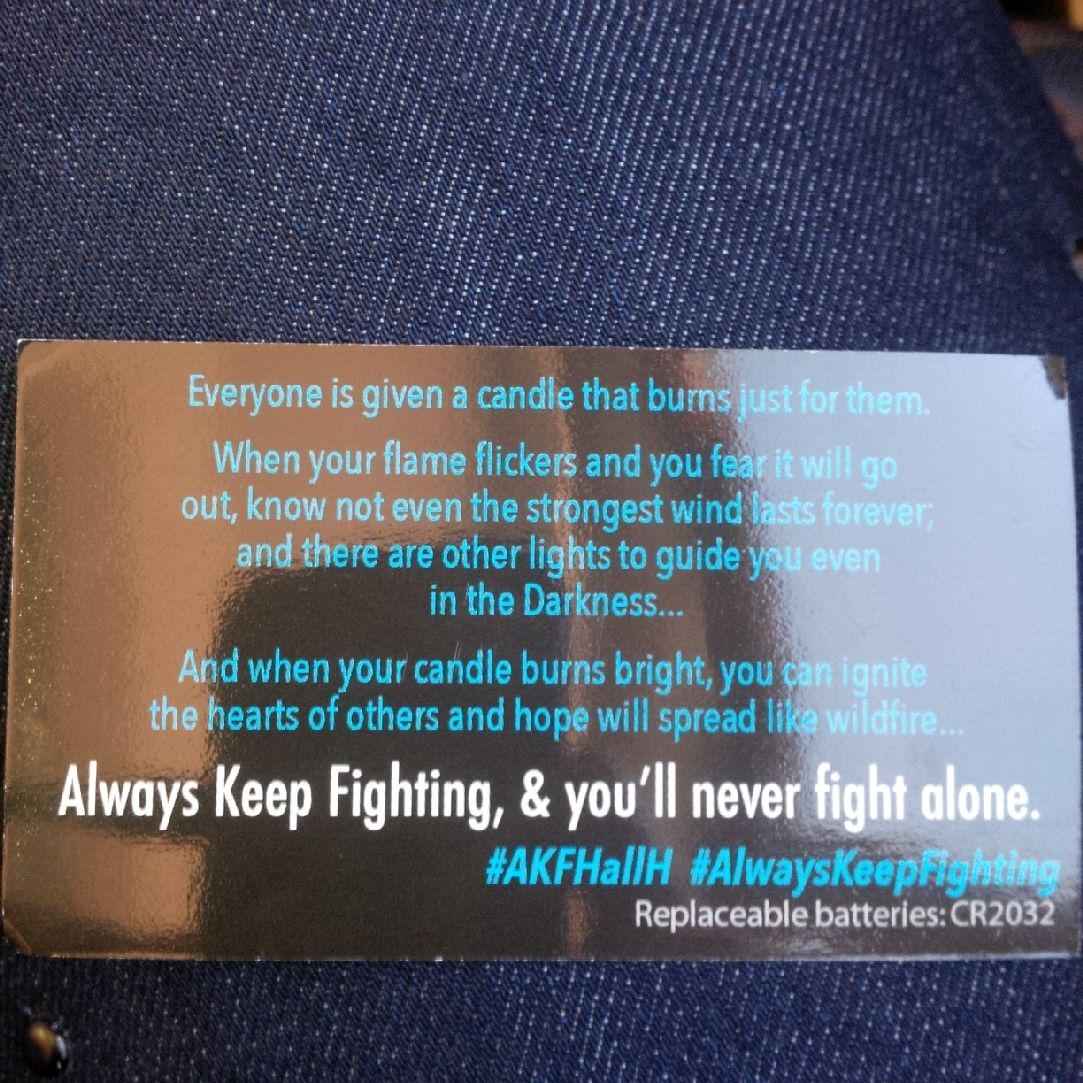 Everyone is given a candle that burns just for them.
When your flame flickers and you fear it will go
out, know not even the strongest wind lasts forever;
and there are other lights to guide you even
in the Darkness...
And when your candle burns bright, you can ignite
the hearts of others and hope will spread like wildfire...
Always Keep Fighting, & you'll never fight alone.
#AKFHallH #AlwaysKeepFighting
Replaceable batteries: CR2032